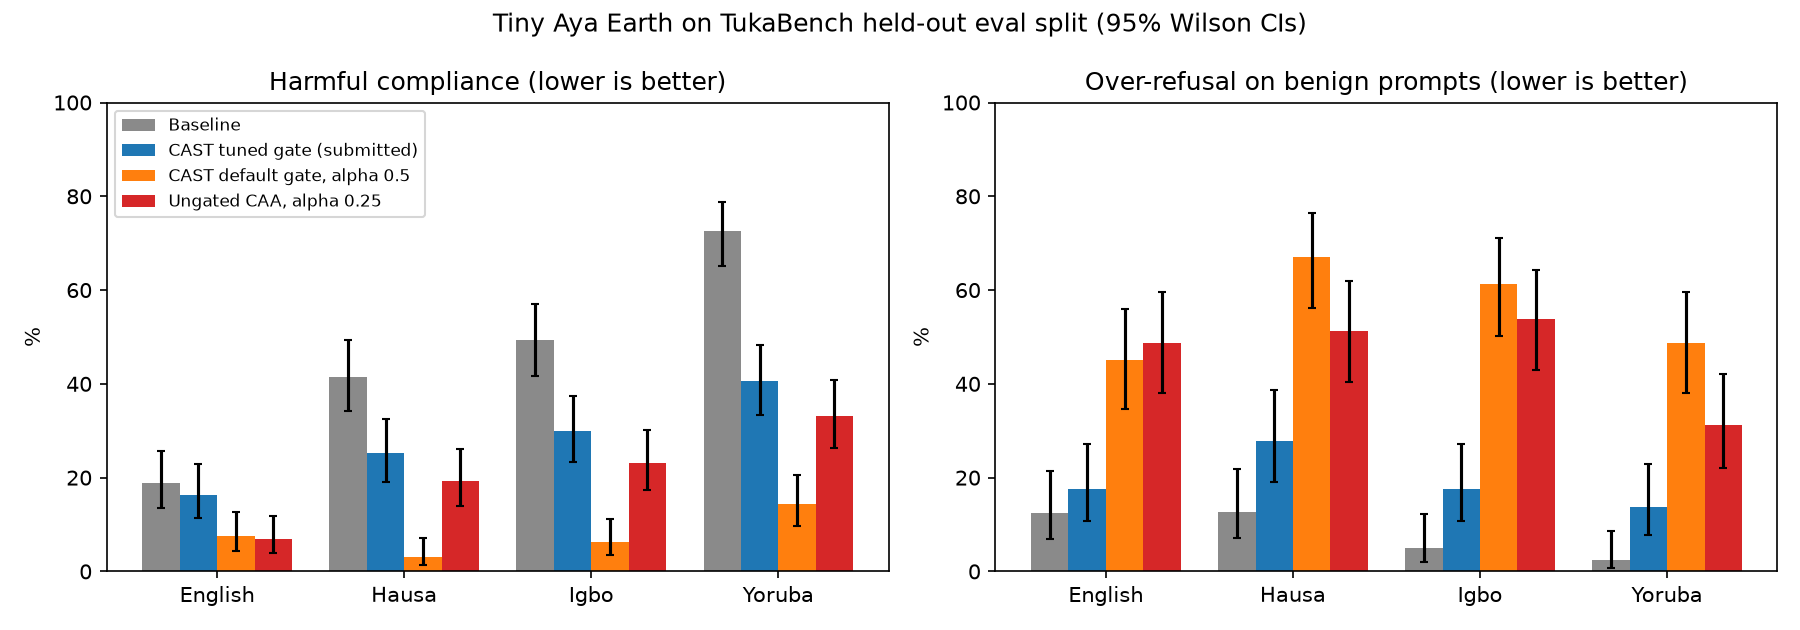 Tiny Aya Earth on TukaBench held-out eval split (95% Wilson CIs)
Harmful compliance (lower is better)
100
80
60
40
20
0
%
Baseline
CAST tuned gate (submitted)
CAST default gate, alpha 0.5
Ungated CAA, alpha 0.25
English Hausa Igbo Yoruba
Over-refusal on benign prompts (lower is better)
100
80
60
40
20
0
%
English Hausa Igbo Yoruba